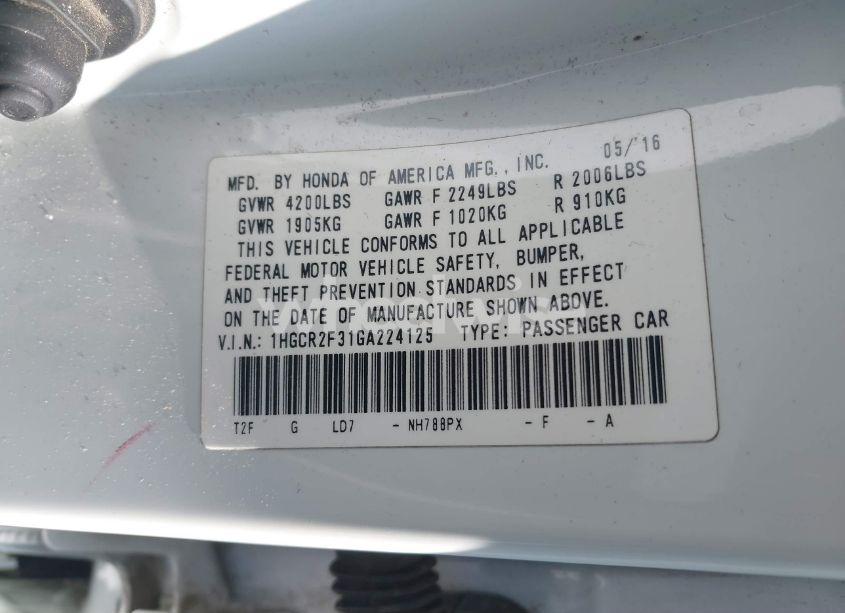 MFD. BY HONDA OF AMERICA MFG., INC. 05/16
GVWR 4200LBS GAWR F 2249LBS R 2006LBS
GVWR 1905KG GAWR F 1020KG R 910KG
THIS VEHICLE CONFORMS TO ALL APPLICABLE
FEDERAL MOTOR VEHICLE SAFETY, BUMPER,
AND THEFT PREVENTION STANDARDS IN EFFECT
ON THE DATE OF MANUFACTURE SHOWN ABOVE.
V.I.N.: 1HGCR2F31GA224125 TYPE: PASSENGER CAR
T2F G LD7 - NH788PX - F - A